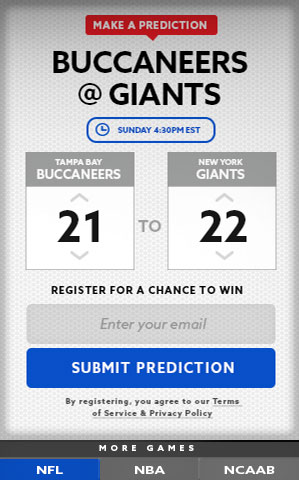 MAKE A PREDICTION
BUCCANEERS
@ GIANTS
SUNDAY 4:30PM EST
TAMPA BAY
BUCCANEERS
NEW YORK
GIANTS
21
TO
22
REGISTER FOR A CHANCE TO WIN
Enter your email
SUBMIT PREDICTION
By registering, you agree to our Terms
of Service & Privacy Policy
MORE GAMES
NFL
NBA
NCAAB